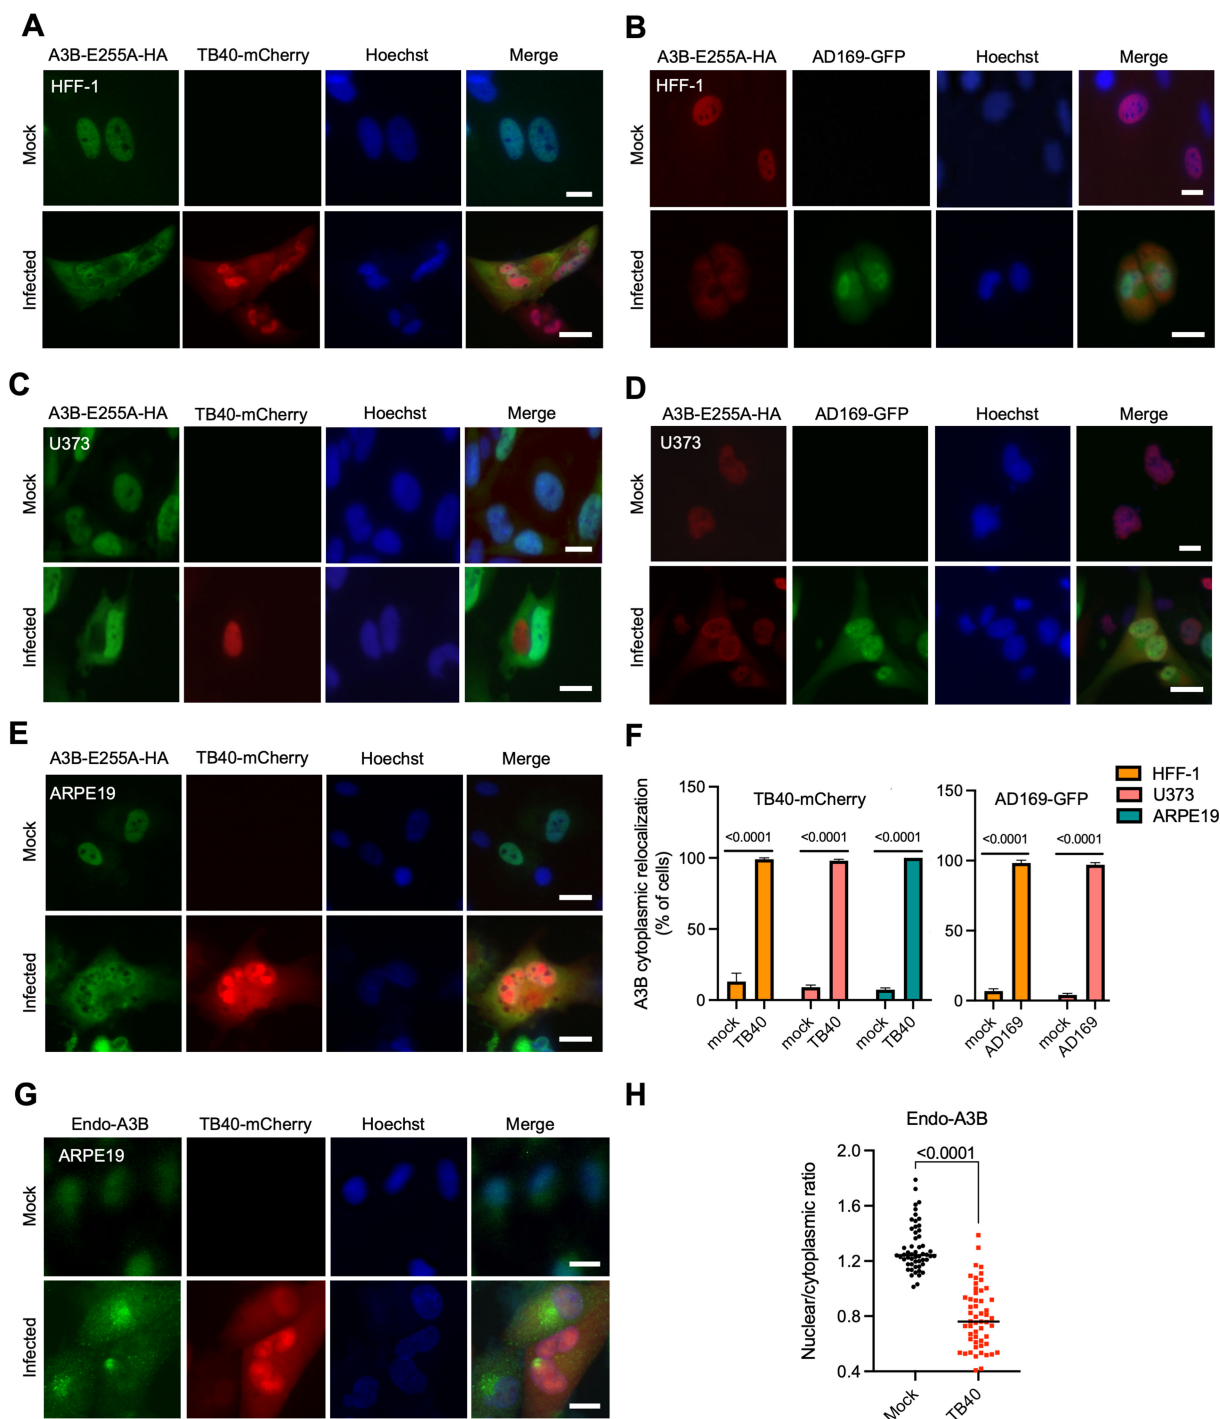 A
A3B-E255A-HA TB40-mCherry Hoechst Merge
HFF-1
Mock
Infected
B
A3B-E255A-HA AD169-GFP Hoechst Merge
HFF-1
Mock
Infected
C
A3B-E255A-HA TB40-mCherry Hoechst Merge
U373
Mock
Infected
D
A3B-E255A-HA AD169-GFP Hoechst Merge
U373
Mock
Infected
E
A3B-E255A-HA TB40-mCherry Hoechst Merge
ARPE19
Mock
Infected
F
A3B cytoplasmic relocalization
(% of cells)
150
100
50
0
TB40-mCherry
<0.0001 <0.0001 <0.0001
mock TB40 mock TB40 mock TB40
150
100
50
0
AD169-GFP
<0.0001 <0.0001
mock AD169 mock AD169
HFF-1
U373
ARPE19
G
Endo-A3B TB40-mCherry Hoechst Merge
ARPE19
Mock
Infected
H
Endo-A3B
Nuclear/cytoplasmic ratio
2.0
1.6
1.2
0.8
0.4
<0.0001
Mock TB40